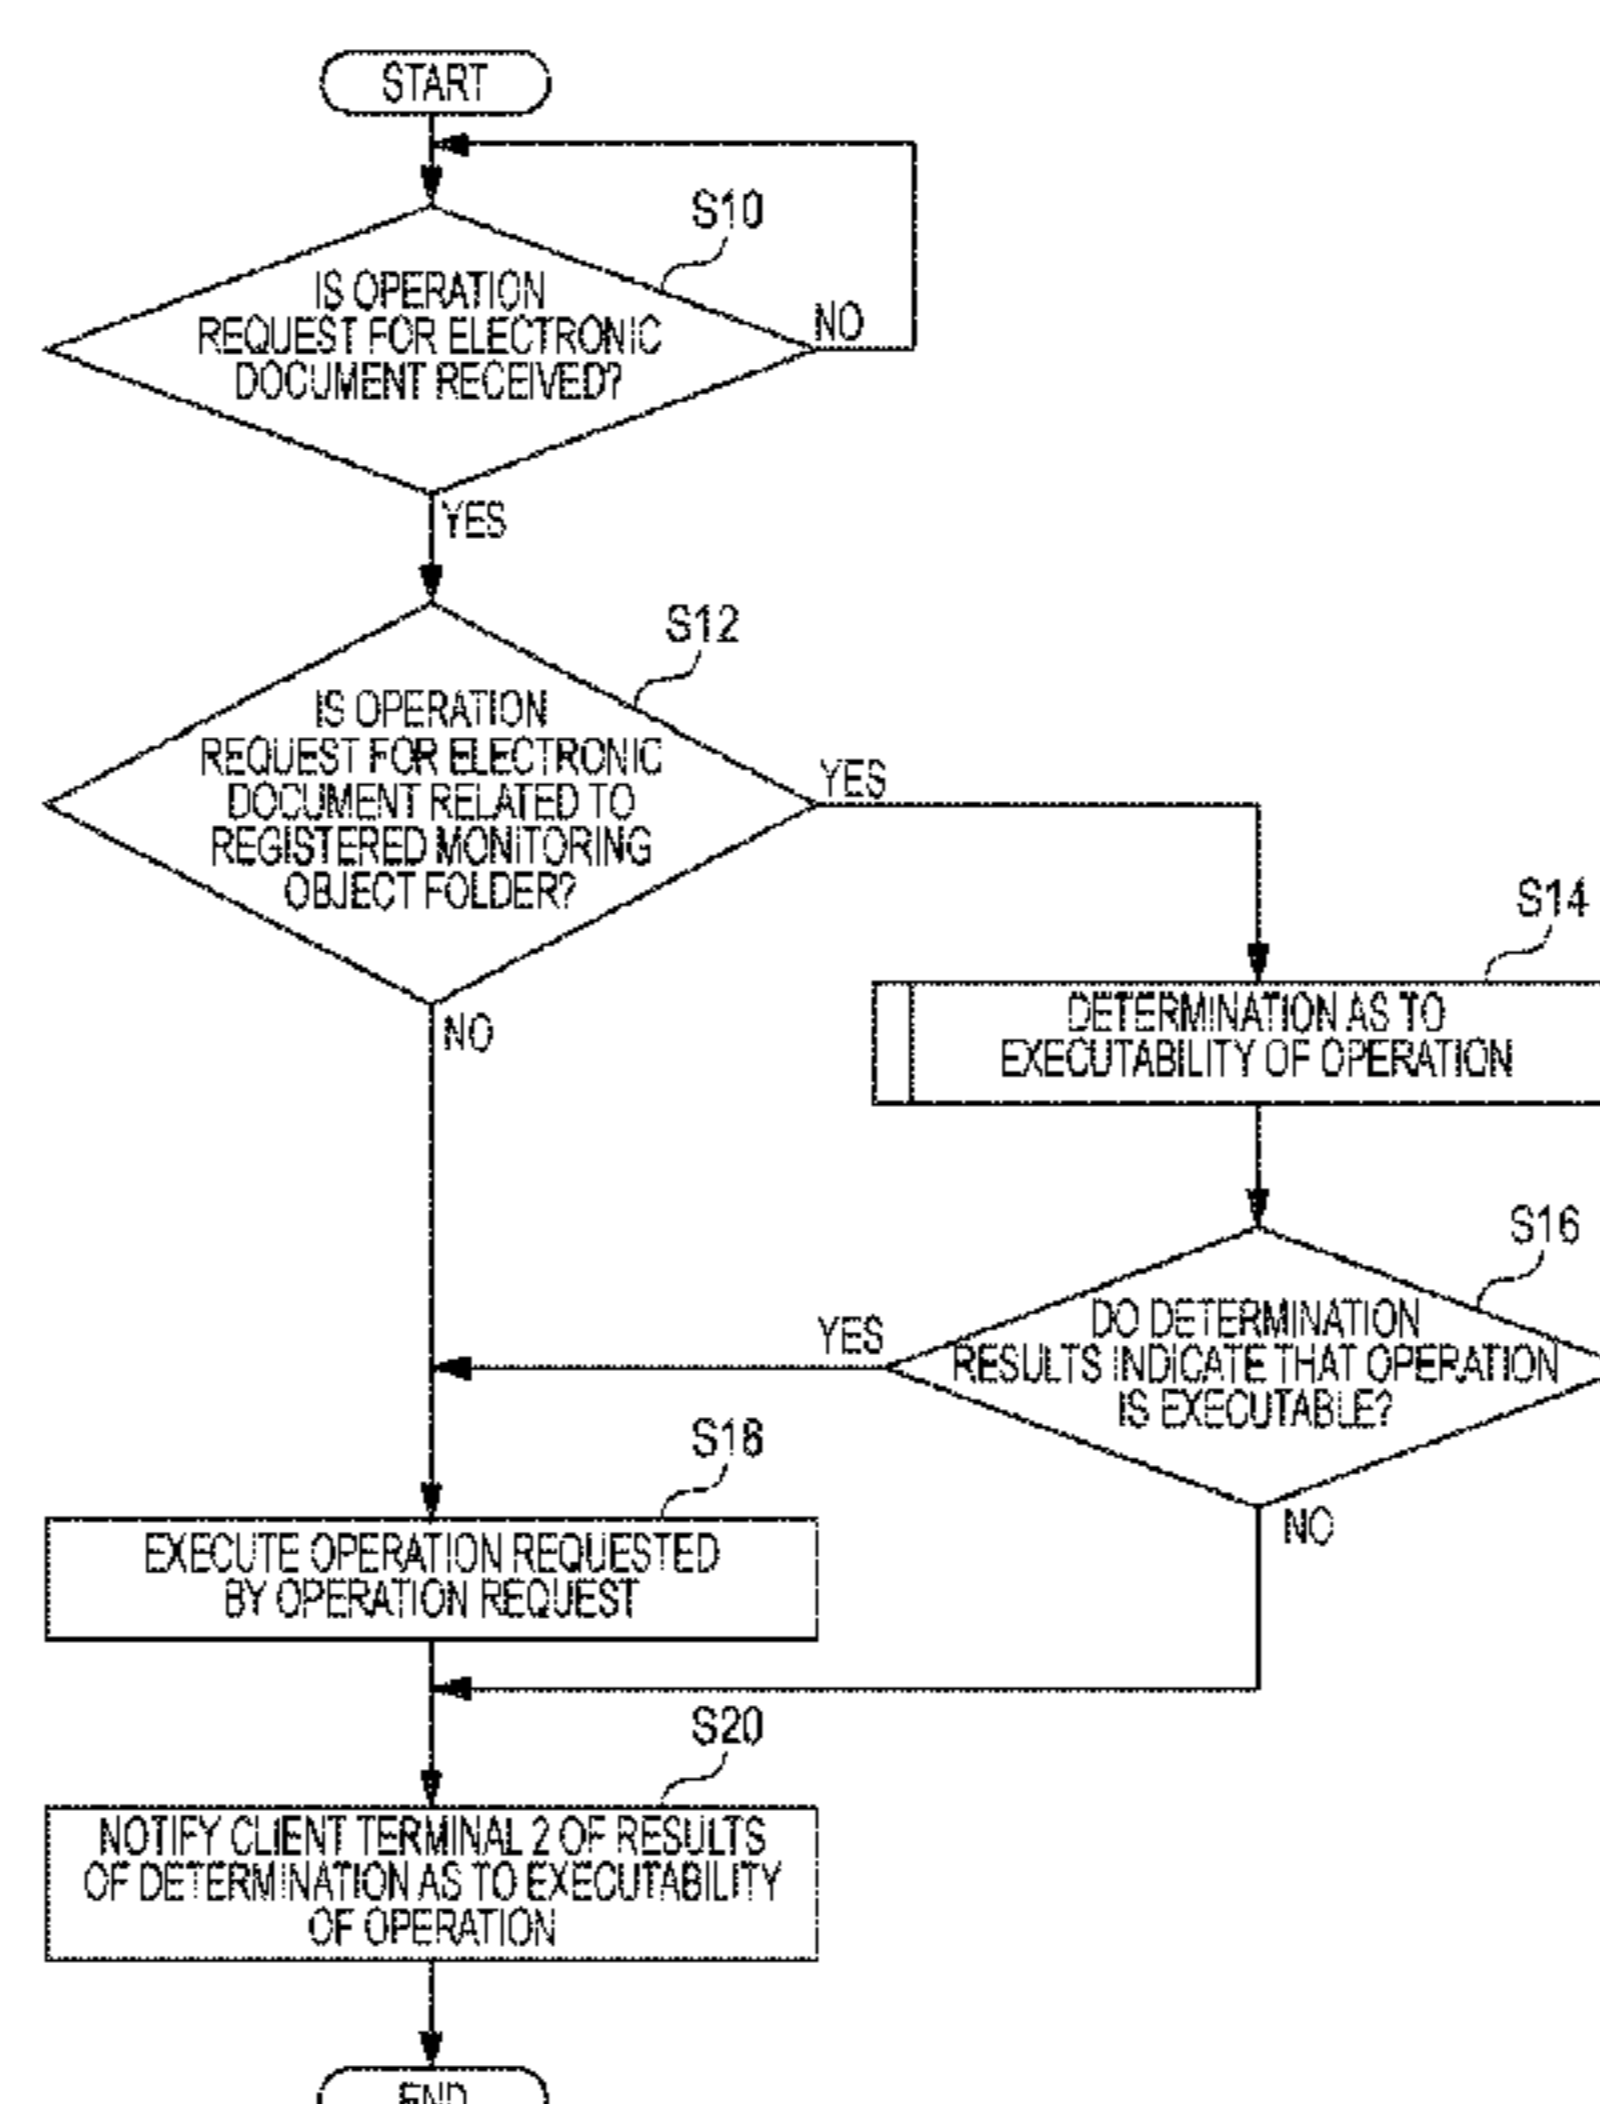 START
S10
IS OPERATION
REQUEST FOR ELECTRONIC
DOCUMENT RECEIVED?
NO
YES
S12
IS OPERATION
REQUEST FOR ELECTRONIC
DOCUMENT RELATED TO
REGISTERED MONITORING
OBJECT FOLDER?
YES
NO
S14
DETERMINATION AS TO
EXECUTABILITY OF OPERATION
S16
DO DETERMINATION
RESULTS INDICATE THAT OPERATION
IS EXECUTABLE?
YES
NO
S18
EXECUTE OPERATION REQUESTED
BY OPERATION REQUEST
S20
NOTIFY CLIENT TERMINAL 2 OF RESULTS
OF DETERMINATION AS TO EXECUTABILITY
OF OPERATION
END